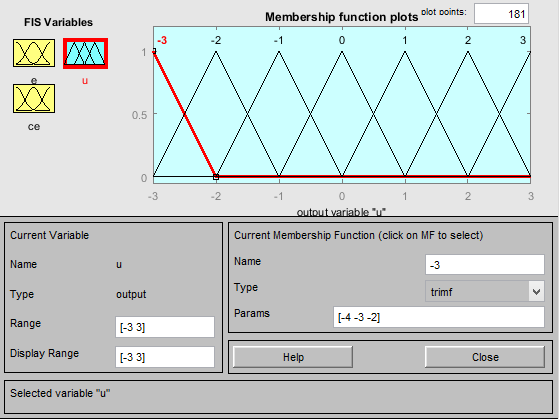 FIS Variables
Membership function plots
plot points:
181
e
u
ce
-3
-2
-1
0
1
2
3
1
0.5
0
-3
-2
-1
0
1
2
3
output variable "u"
Current Variable
Name
u
Type
output
Range
[-3 3]
Display Range
[-3 3]
Current Membership Function (click on MF to select)
Name
-3
Type
trimf
Params
[-4 -3 -2]
Help
Close
Selected variable "u"